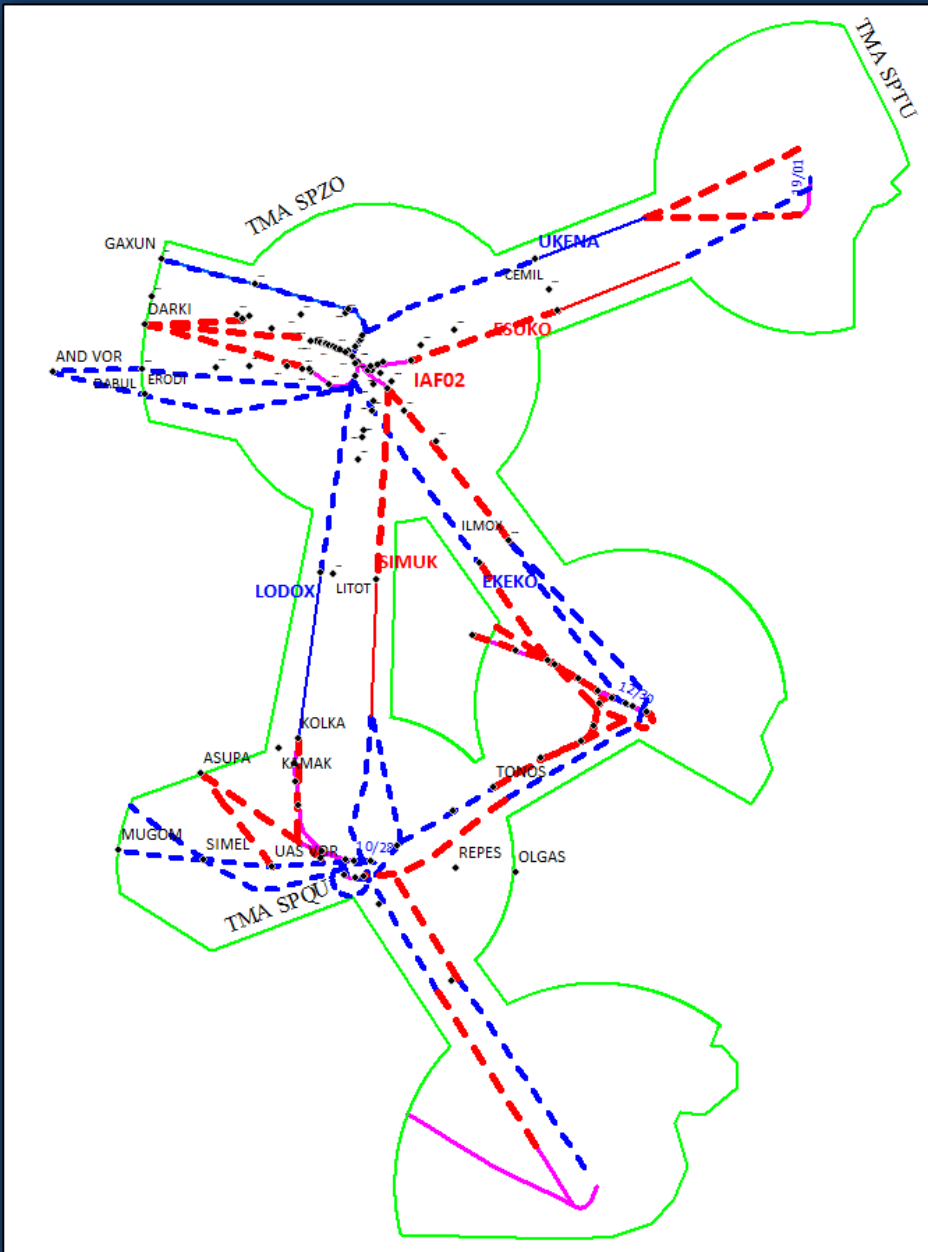 TMA SPTU
19/01
TMA SPZO
GAXUN
UKENA
CEMIL
DARKI
ESOKO
AND VOR
DABUL
ERODI
IAF02
ILMOX
SIMUK
EKEKO
LODOX
LITOT
12/30
KOLKA
ASUPA
KAMAK
TONOS
MUGOM
SIMEL
UAS VOR
10/28
REPES
OLGAS
TMA SPQU